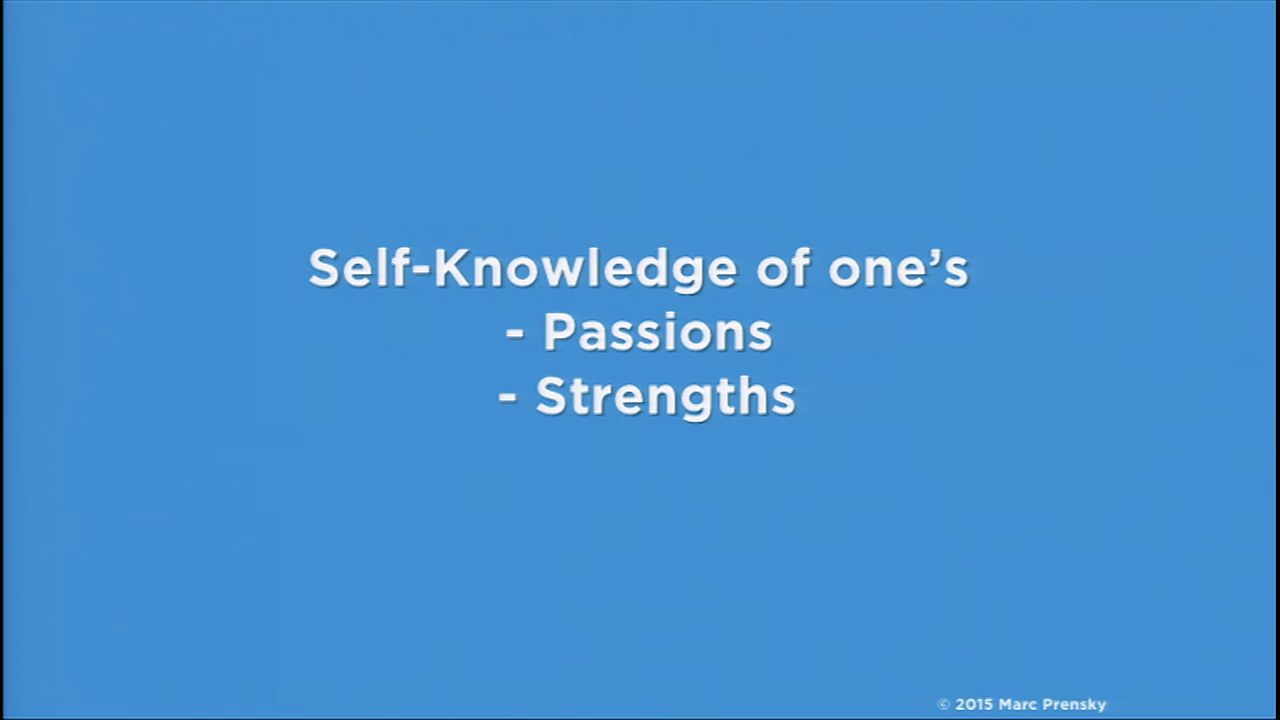 Self-Knowledge of one’s
- Passions
- Strengths
© 2015 Marc Prensky